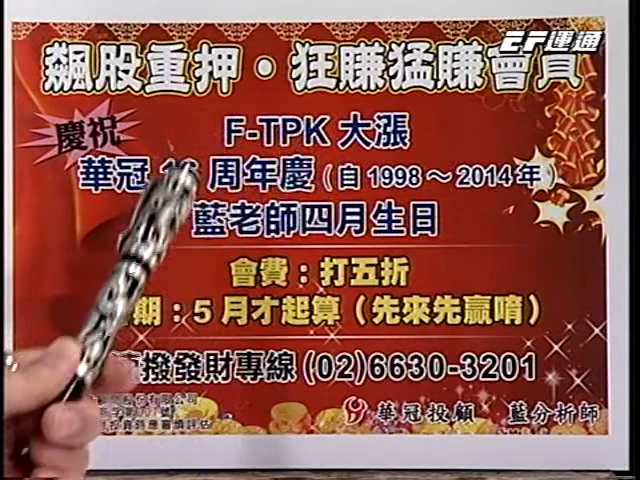 EF運通
飆股重押·狂賺猛賺會員
慶祝
F-TPK 大漲
華冠 16 周年慶(自 1998 ~ 2014 年)
藍老師四月生日
會費:打五折
期:5 月才起算(先來先贏唷)
撥發財專線 (02)6630-3201
華冠投顧 藍分析師